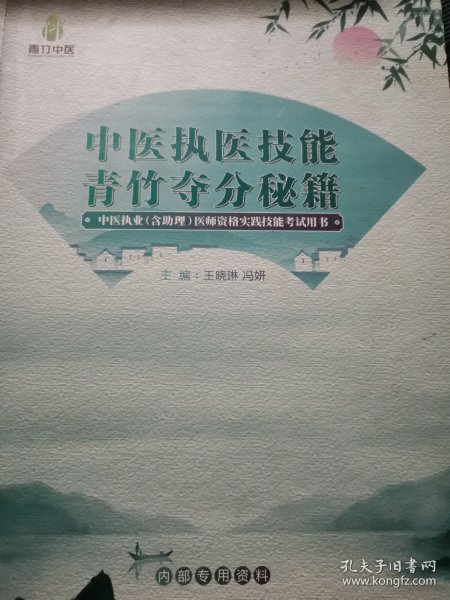 青竹中医
中医执医技能
青竹夺分秘籍
中医执业(含助理)医师资格实践技能考试用书
主 编：王晓琳 冯妍
内部专用资料
孔夫子旧书网
www.kongfz.com